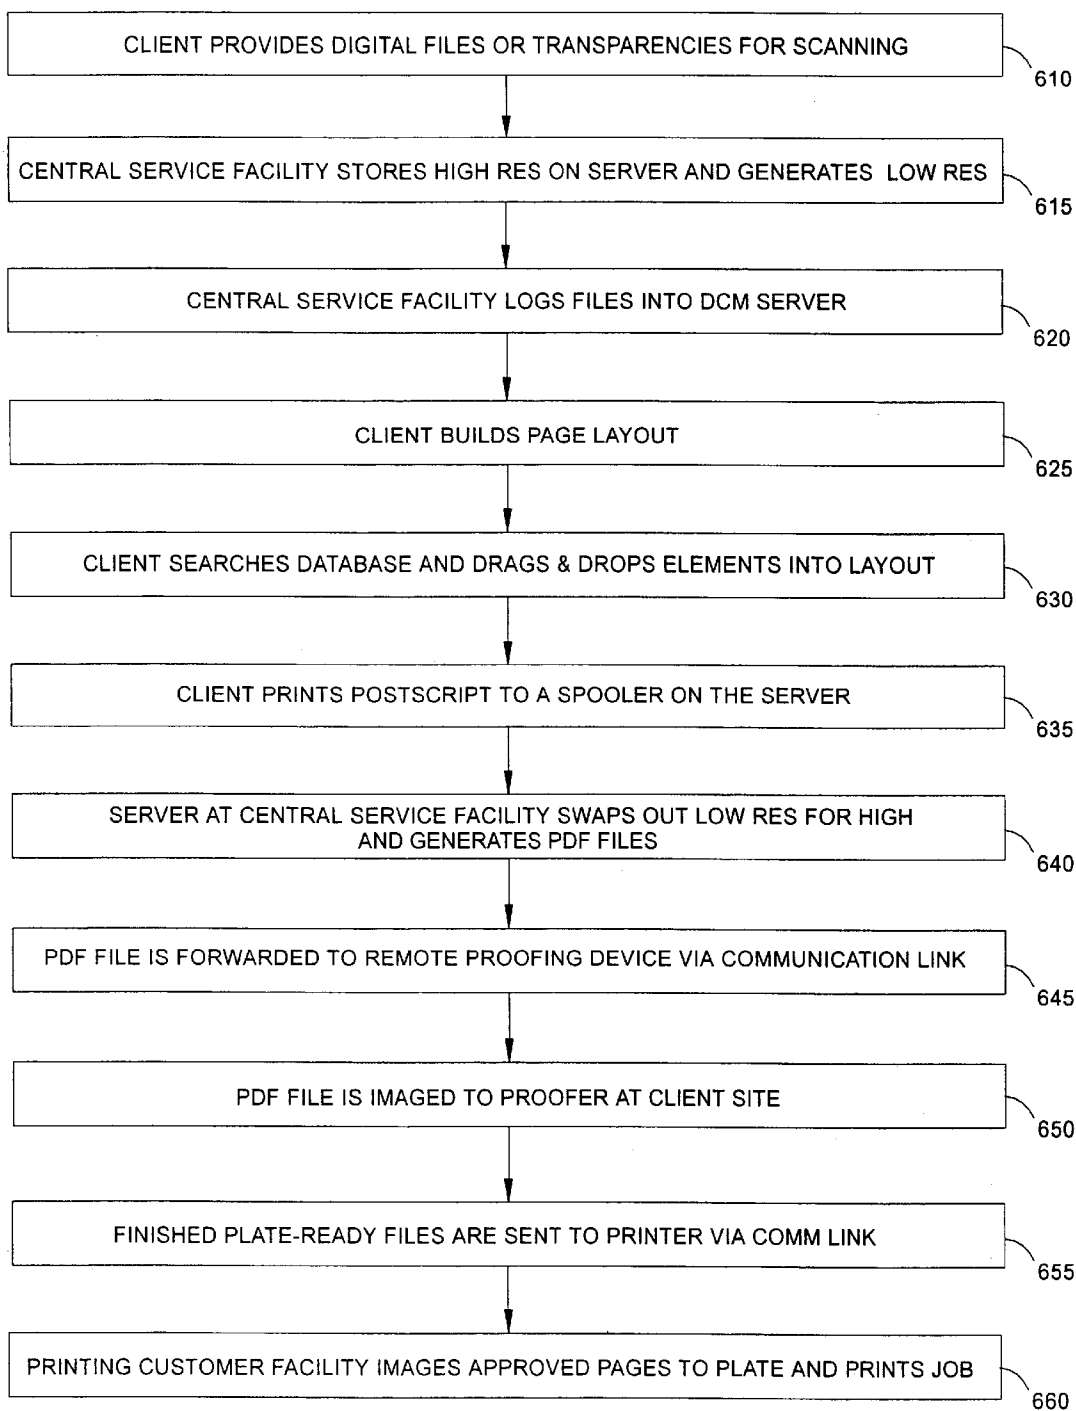 CLIENT PROVIDES DIGITAL FILES OR TRANSPARENCIES FOR SCANNING
610
CENTRAL SERVICE FACILITY STORES HIGH RES ON SERVER AND GENERATES LOW RES
615
CENTRAL SERVICE FACILITY LOGS FILES INTO DCM SERVER
620
CLIENT BUILDS PAGE LAYOUT
625
CLIENT SEARCHES DATABASE AND DRAGS & DROPS ELEMENTS INTO LAYOUT
630
CLIENT PRINTS POSTSCRIPT TO A SPOOLER ON THE SERVER
635
SERVER AT CENTRAL SERVICE FACILITY SWAPS OUT LOW RES FOR HIGH
AND GENERATES PDF FILES
640
PDF FILE IS FORWARDED TO REMOTE PROOFING DEVICE VIA COMMUNICATION LINK
645
PDF FILE IS IMAGED TO PROOFER AT CLIENT SITE
650
FINISHED PLATE-READY FILES ARE SENT TO PRINTER VIA COMM LINK
655
PRINTING CUSTOMER FACILITY IMAGES APPROVED PAGES TO PLATE AND PRINTS JOB
660